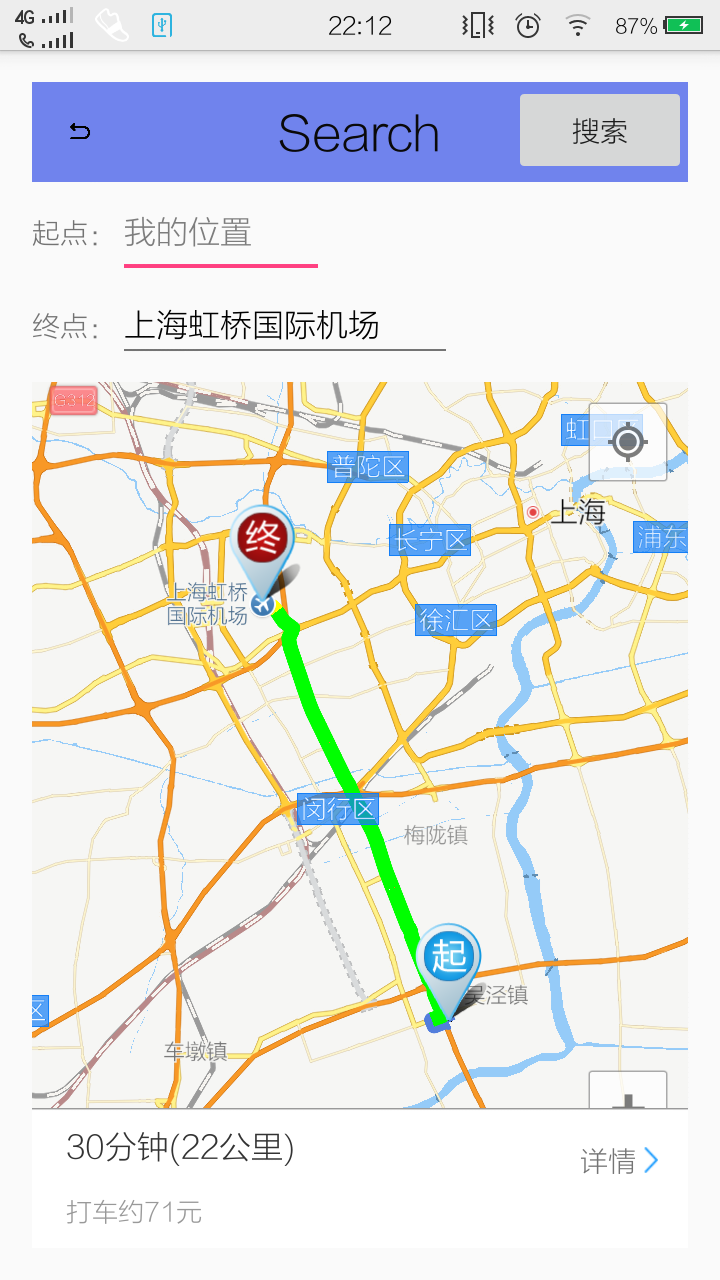 4G
22:12
87%
Search
搜索
起点：
我的位置
终点：
上海虹桥国际机场
G312
普陀区
长宁区
上海
浦东
终
上海虹桥
国际机场
徐汇区
闵行区
梅陇镇
起
吴泾镇
区
车墩镇
30分钟(22公里)
详情
打车约71元